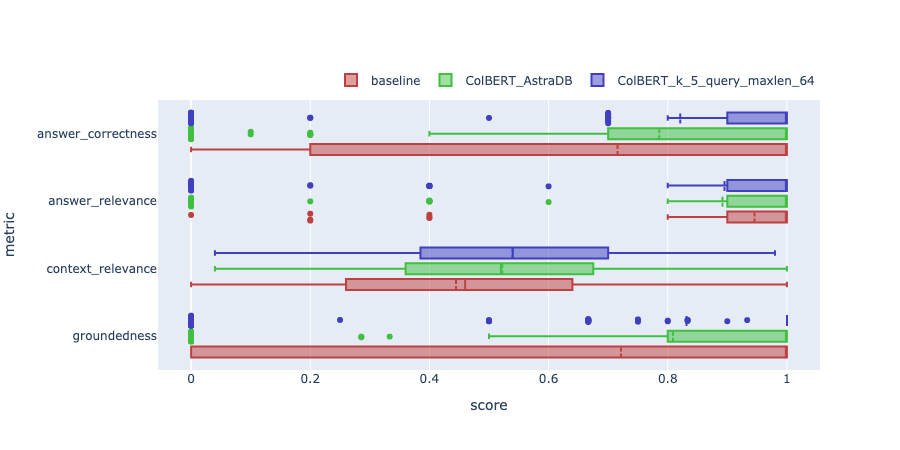 baseline ColBERT_AstraDB ColBERT_k_5_query_maxlen_64
answer_correctness
answer_relevance
context_relevance
groundedness
metric
0 0.2 0.4 0.6 0.8 1
score